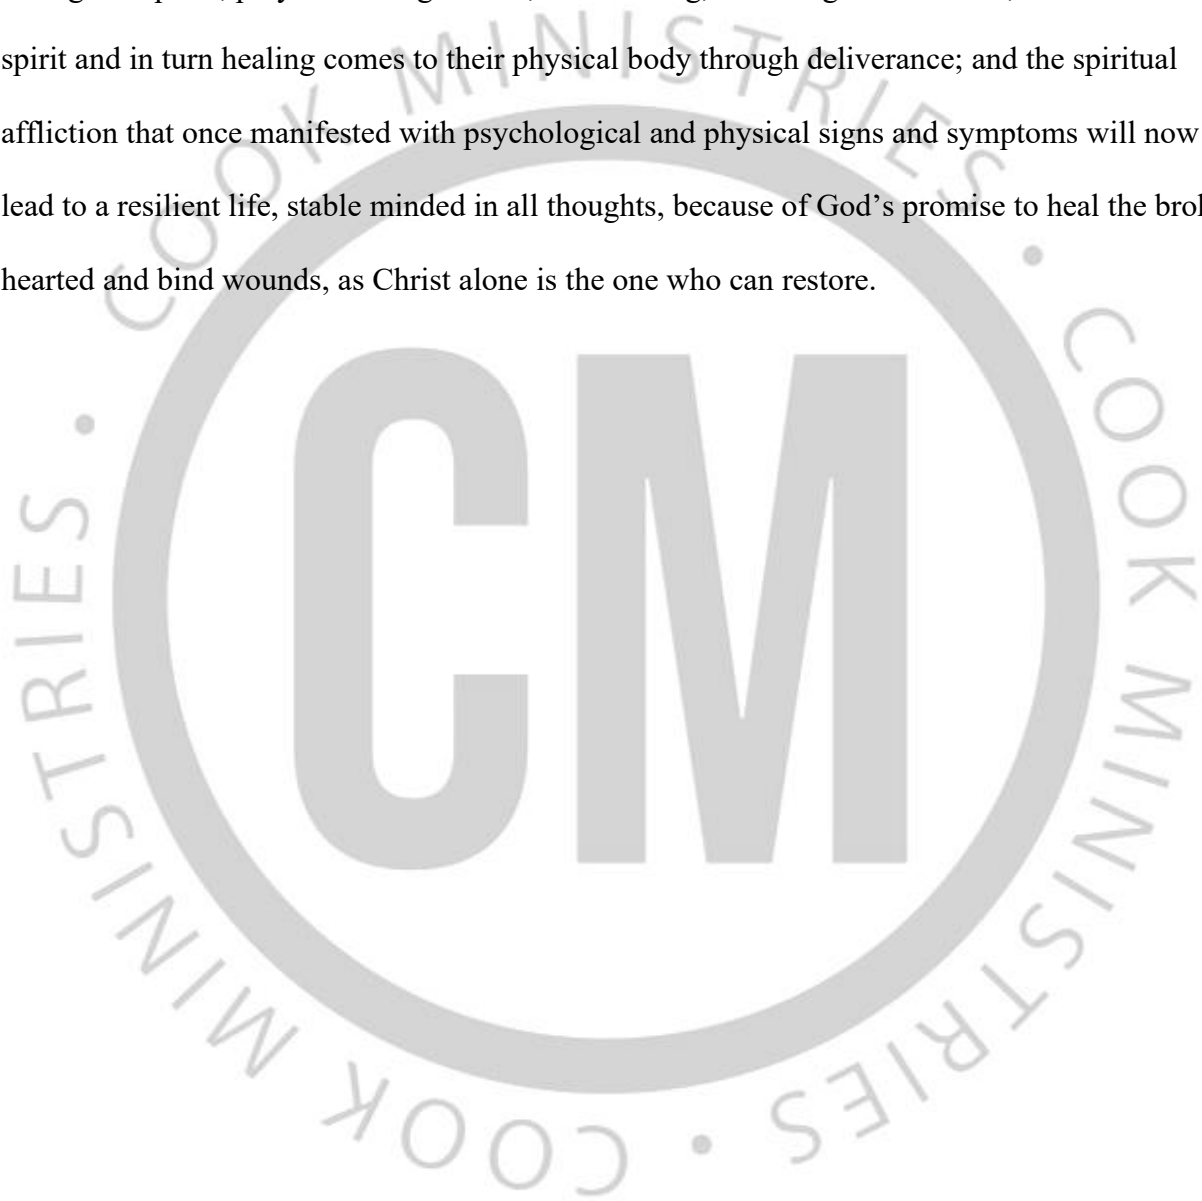 spirit and in turn healing comes to their physical body through deliverance; and the spiritual
affliction that once manifested with psychological and physical signs and symptoms will now
lead to a resilient life, stable minded in all thoughts, because of God’s promise to heal the
hearted and bind wounds, as Christ alone is the one who can restore.
COOK MINISTRIES • COOK MINISTRIES • COOK MINISTRIES •
CM